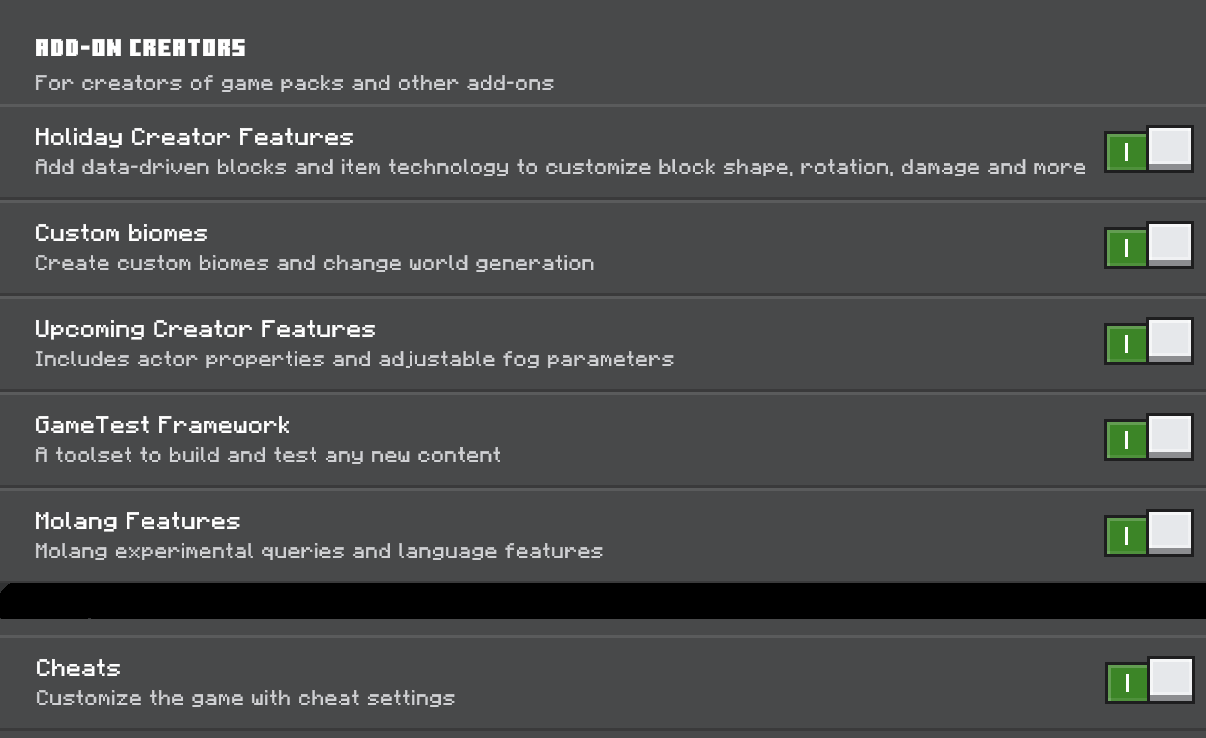 ADD-ON CREATORS
For creators of game packs and other add-ons
Holiday Creator Features
Add data-driven blocks and item technology to customize block shape, rotation, damage and more
Custom biomes
Create custom biomes and change world generation
Upcoming Creator Features
Includes actor properties and adjustable fog parameters
GameTest Framework
A toolset to build and test any new content
Molang Features
Molang experimental queries and language features
Cheats
Customize the game with cheat settings